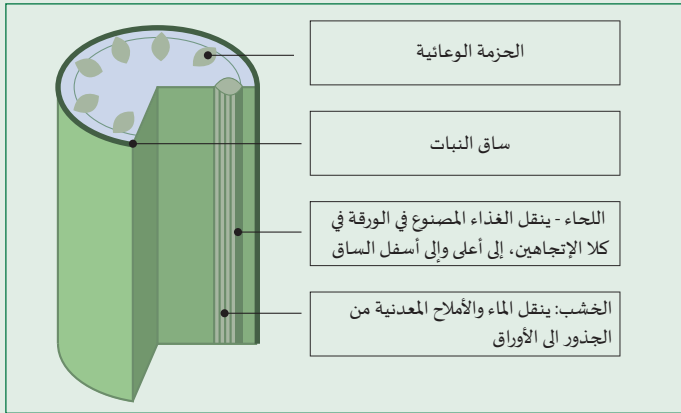 الحزمة الوعائية
ساق النبات
اللحاء - ينقل الغذاء المصنوع في الورقة في
كلا الإتجاهين، إلى أعلى وإلى أسفل الساق
الخشب: ينقل الماء والأملاح المعدنية من
الجذور الى الأوراق